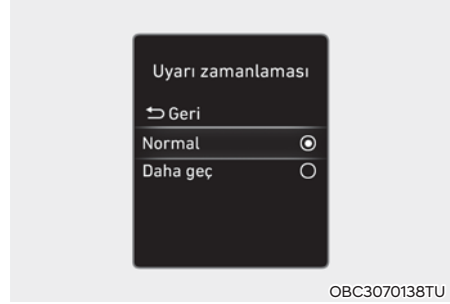 Uyarı zamanlaması
Geri
Normal
Daha geç
OBC3070138TU